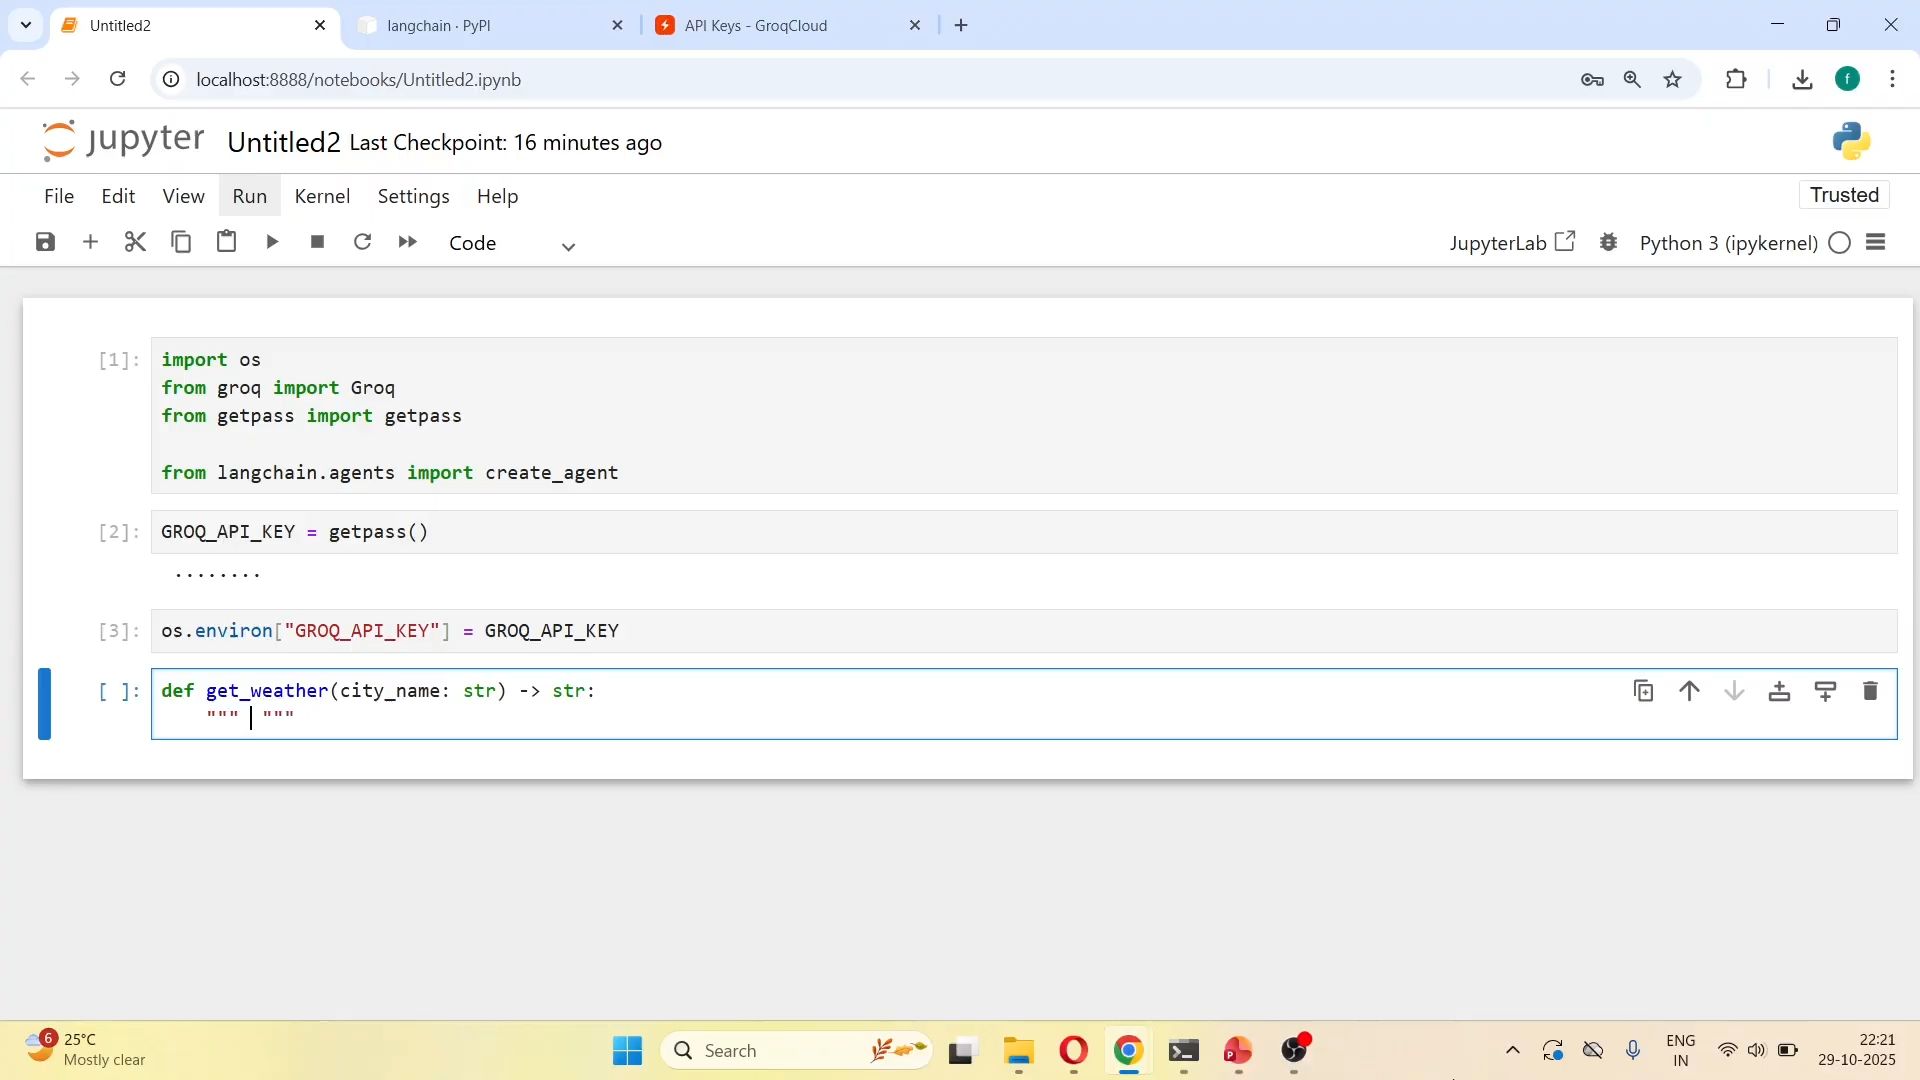 Untitled2
langchain · PyPI
API Keys - GroqCloud
localhost:8888/notebooks/Untitled2.ipynb
f
jupyter
Untitled2 Last Checkpoint: 16 minutes ago
File Edit View Run Kernel Settings Help
Trusted
Code
JupyterLab
Python 3 (ipykernel)
[1]:
import os
from groq import Groq
from getpass import getpass
from langchain.agents import create_agent
[2]:
GROQ_API_KEY = getpass()
........
[3]:
os.environ["GROQ_API_KEY"] = GROQ_API_KEY
[ ]:
def get_weather(city_name: str) -> str:
""" """
6
25°C
Mostly clear
Search
P
ENG
IN
22:21
29-10-2025